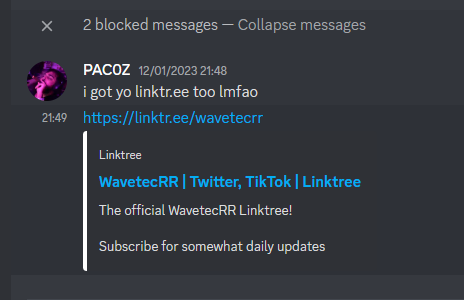 2 blocked messages — Collapse messages
PAC0Z 12/01/2023 21:48
i got yo linktr.ee too lmfao
21:49 https://linktr.ee/wavetecrr
Linktree
WavetecRR | Twitter, TikTok | Linktree
The official WavetecRR Linktree!
Subscribe for somewhat daily updates